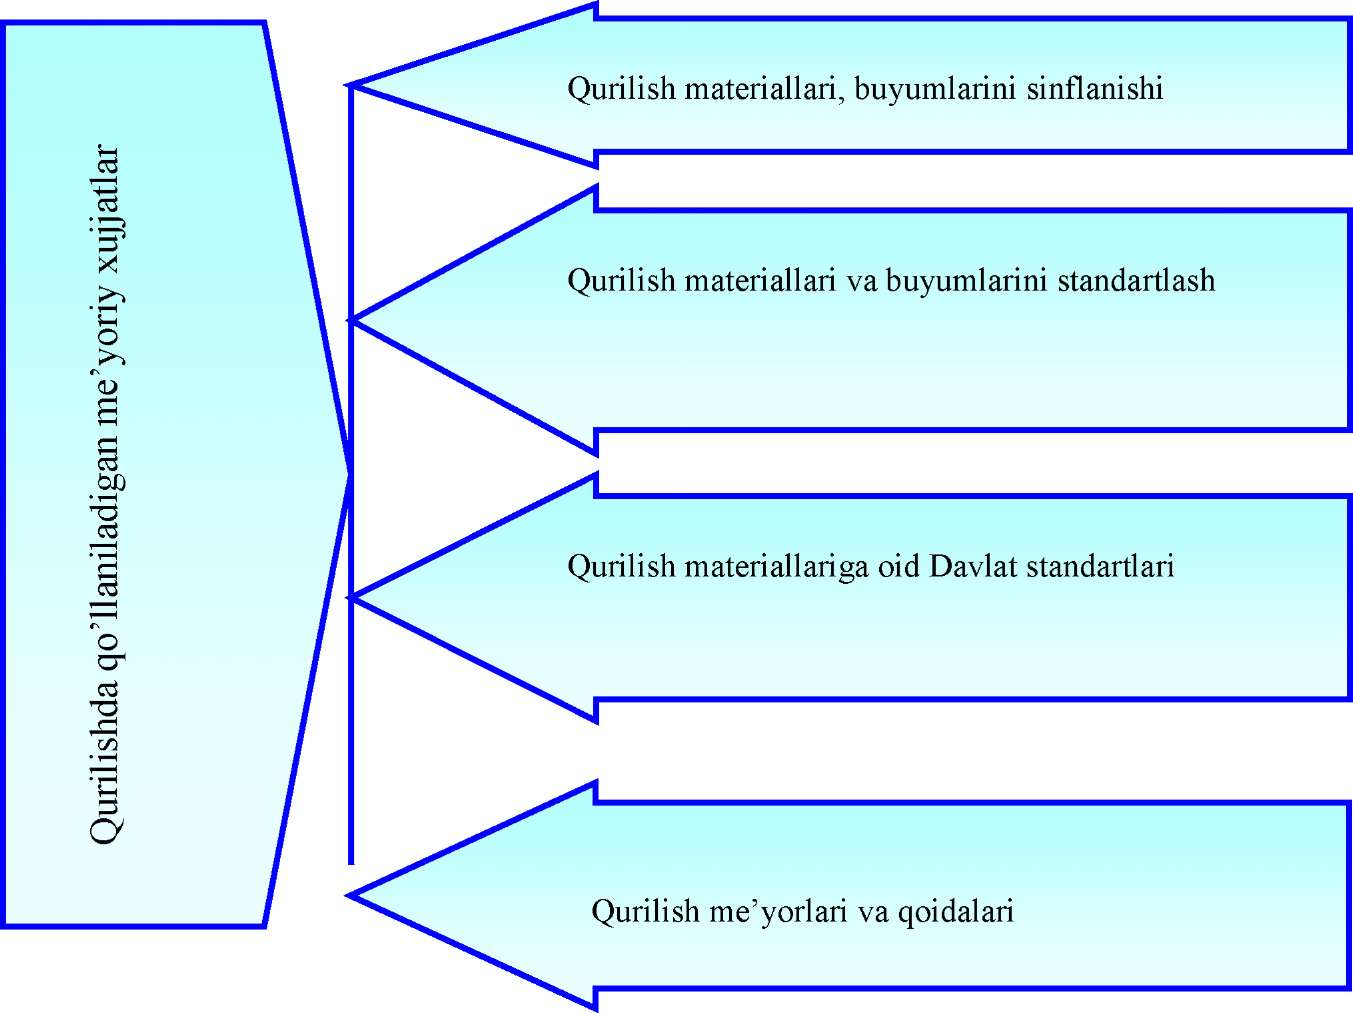 Qurilishda qo’llaniladigan me’yoriy xujjatlar
Qurilish materiallari, buyumlarini sinflanishi
Qurilish materiallari va buyumlarini standartlash
Qurilish materiallariga oid Davlat standartlari
Qurilish me’yorlari va qoidalari